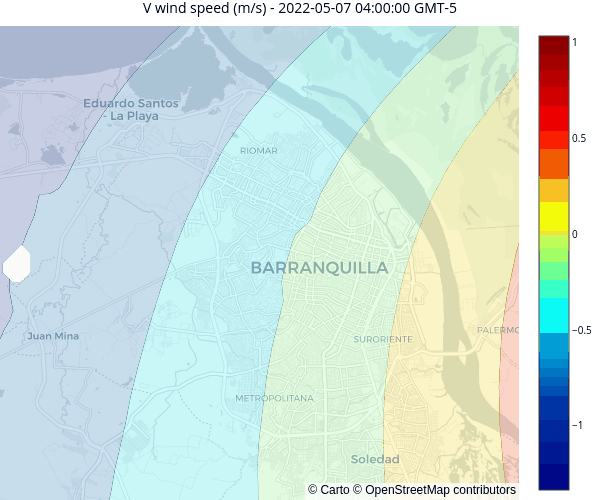 V wind speed (m/s) - 2022-05-07 04:00:00 GMT-5
1
Eduardo Santos
- La Playa
0.5
RIOMAR
0
BARRANQUILLA
−0.5
Juan Mina
PALERMO
SURORIENTE
METROPOLITANA
−1
Soledad
© Carto © OpenStreetMap contributors